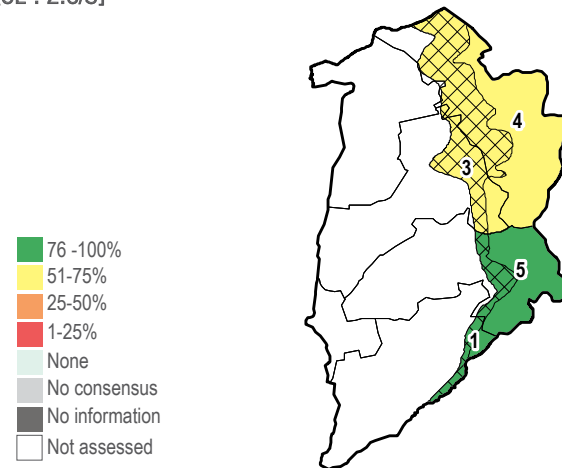 4
3
5
1
76 -100%
51-75%
25-50%
1-25%
None
No consensus
No information
Not assessed